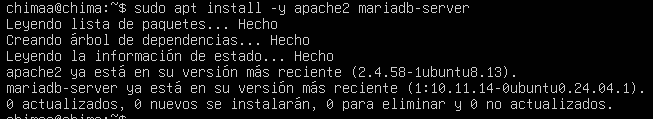 chimaa@chima:~$ sudo apt install -y apache2 mariadb-server
Leyendo lista de paquetes... Hecho
Creando árbol de dependencias... Hecho
Leyendo la información de estado... Hecho
apache2 ya está en su versión más reciente (2.4.58-1ubuntu8.13).
mariadb-server ya está en su versión más reciente (1:10.11.14-0ubuntu0.24.04.1).
0 actualizados, 0 nuevos se instalarán, 0 para eliminar y 0 no actualizados.
chimaa@chima:~$